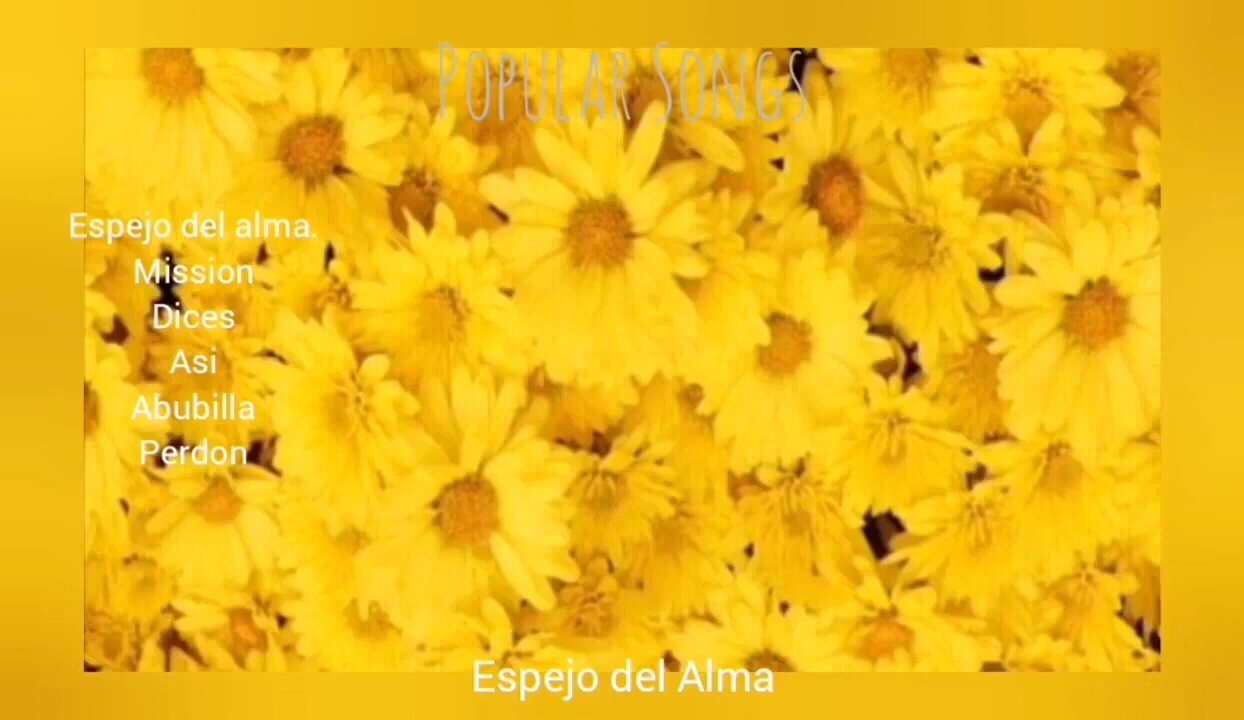 Popular Songs
Espejo del alma.
Mission
Dices
Asi
Abubilla
Perdon
Espejo del Alma